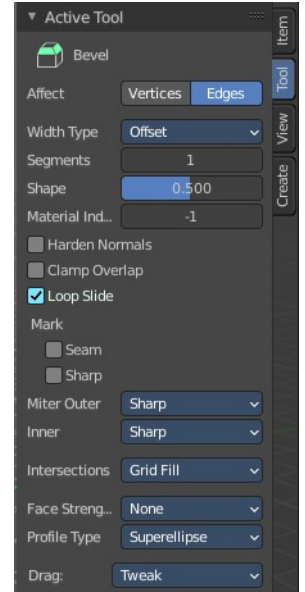 Active Tool
Bevel
Affect Vertices Edges
Width Type Offset
Segments 1
Shape 0.500
Material Ind... -1
Harden Normals
Clamp Overlap
Loop Slide
Mark
Seam
Sharp
Miter Outer Sharp
Inner Sharp
Intersections Grid Fill
Face Streng... None
Profile Type Superellipse
Drag: Tweak
Item
Tool
View
Create